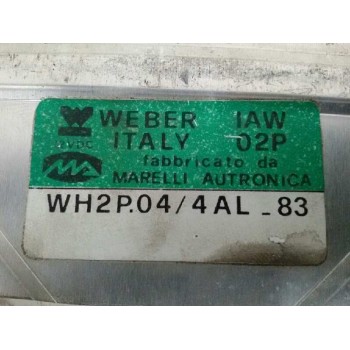 WEBER IAW
ITALY 02P
fabbricato da
MARELLI AUTRONICA
WH2P.04/4AL_83